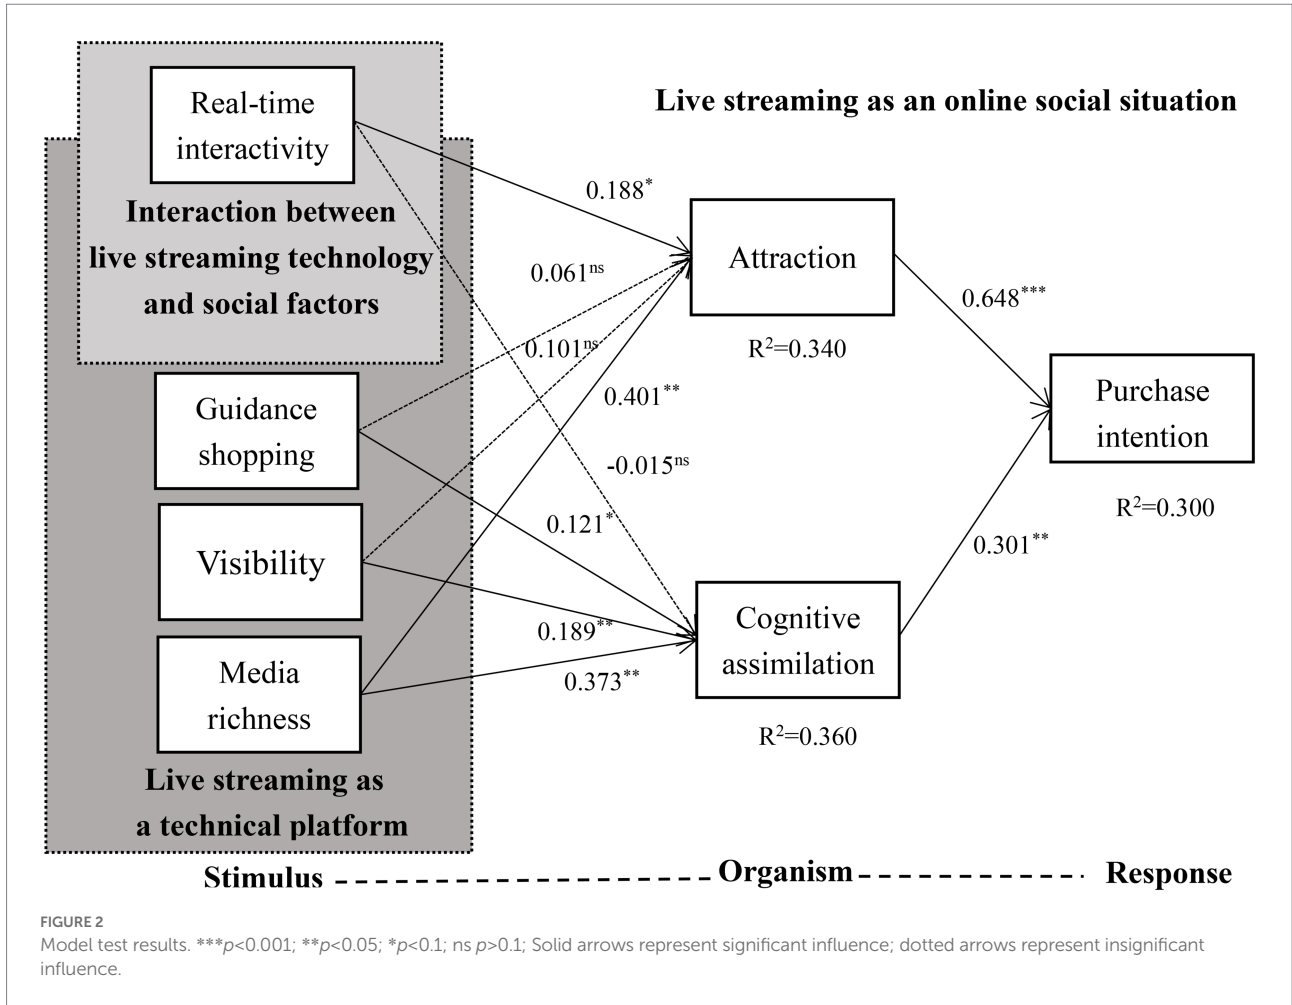 Real-time
interactivity
Interaction between
live streaming technology
and social factors
Guidance
shopping
Visibility
Media
richness
Live streaming as
a technical platform
Live streaming as an online social situation
0.188*
0.061ns
0.101ns
0.401**
-0.015ns
0.121*
0.189**
0.373**
Attraction
R²=0.340
Cognitive
assimilation
R²=0.360
0.648***
0.301**
Purchase
intention
R²=0.300
Stimulus
Organism
Response
FIGURE 2
Model test results. ***p<0.001; **p<0.05; *p<0.1; ns p>0.1; Solid arrows represent significant influence; dotted arrows represent insignificant
influence.